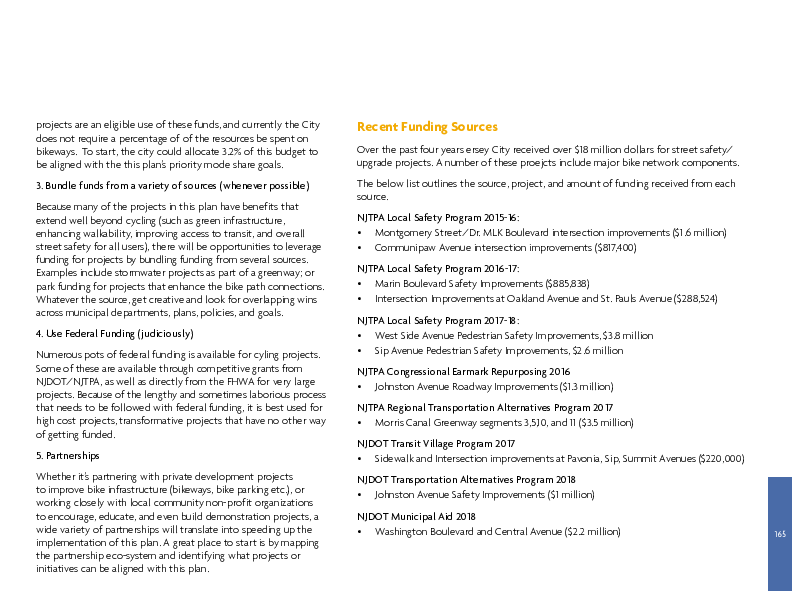 projects are an eligible use of these funds, and currently the City
does not require a percentage of of the resources be spent on
bikeways. To start, the city could allocate 3.2% of this budget to
be aligned with the this plan's priority mode share goals.
3. Bundle funds from a variety of sources (whenever possible)
Because many of the projects in this plan have benefits that
extend well beyond cycling (such as green infrastructure,
enhancing walkability, improving access to transit, and overall
street safety for all users), there will be opportunities to leverage
funding for projects by bundling funding from several sources.
Examples include stormwater projects as part of a greenway; or
park funding for projects that enhance the bike path connections.
Whatever the source, get creative and look for overlapping wins
across municipal departments, plans, policies, and goals.
4. Use Federal Funding (judiciously)
Numerous pots of federal funding is available for cyling projects.
Some of these are available through competitive grants from
NJDOT/NJTPA, as well as directly from the FHWA for very large
projects. Because of the lengthy and sometimes laborious process
that needs to be followed with federal funding, it is best used for
high cost projects, transformative projects that have no other way
of getting funded.
5. Partnerships
Whether it's partnering with private development projects
to improve bike infrastructure (bikeways, bike parking etc.), or
working closely with local community non-profit organizations
to encourage, educate, and even build demonstration projects, a
wide variety of partnerships will translate into speeding up the
implementation of this plan. A great place to start is by mapping
the partnership eco-system and identifying what projects or
initiatives can be aligned with this plan.
Recent Funding Sources
Over the past four years ersey City received over $18 million dollars for street safety/
upgrade projects. A number of these proejcts include major bike network components.
The below list outlines the source, project, and amount of funding received from each
source.
NJTPA Local Safety Program 2015-16:
• Montgomery Street/Dr. MLK Boulevard intersection improvements ($1.6 million)
• Communipaw Avenue intersection improvements ($817,400)
NJTPA Local Safety Program 2016-17:
• Marin Boulevard Safety Improvements ($885,838)
• Intersection Improvements at Oakland Avenue and St. Pauls Avenue ($288,524)
NJTPA Local Safety Program 2017-18:
• West Side Avenue Pedestrian Safety Improvements, $3.8 million
• Sip Avenue Pedestrian Safety Improvements, $2.6 million
NJTPA Congressional Earmark Repurposing 2016
• Johnston Avenue Roadway Improvements ($1.3 million)
NJTPA Regional Transportation Alternatives Program 2017
• Morris Canal Greenway segments 3,5,10, and 11 ($3.5 million)
NJDOT Transit Village Program 2017
• Sidewalk and Intersection improvements at Pavonia, Sip, Summit Avenues ($220,000)
NJDOT Transportation Alternatives Program 2018
• Johnston Avenue Safety Improvements ($1 million)
NJDOT Municipal Aid 2018
• Washington Boulevard and Central Avenue ($2.2 million)
165